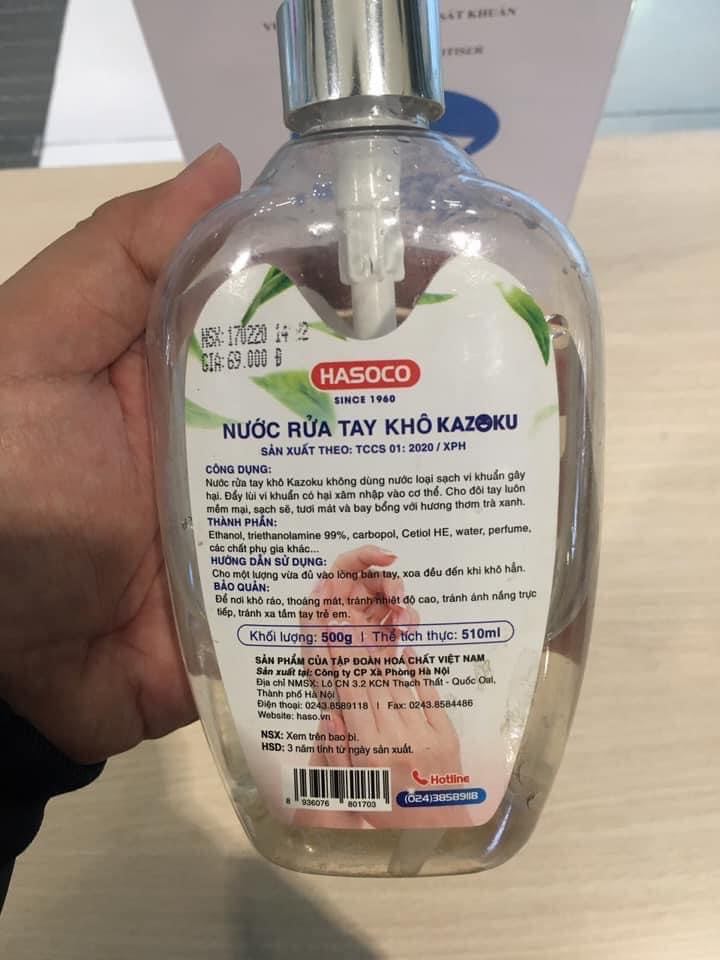 SÁT KHUẨN
NSX: 170220 14
GIÁ: 69.000 Đ
HASOCO
SINCE 1960
NƯỚC RỬA TAY KHÔ KAZOKU
SẢN XUẤT THEO: TCCS 01: 2020 / XPH
CÔNG DỤNG:
Nước rửa tay khô Kazoku không dùng nước loại sạch vi khuẩn gây
hại. Đẩy lùi vi khuẩn có hại xâm nhập vào cơ thể. Cho đôi tay luôn
mềm mại, sạch sẽ, tươi mát và bay bổng với hương thơm trà xanh.
THÀNH PHẦN:
Ethanol, triethanolamine 99%, carbopol, Cetiol HE, water, perfume,
các chất phụ gia khác...
HƯỚNG DẪN SỬ DỤNG:
Cho một lượng vừa đủ vào lòng bàn tay, xoa đều đến khi khô hẳn.
BẢO QUẢN:
Để nơi khô ráo, thoáng mát, tránh nhiệt độ cao, tránh ánh nắng trực
tiếp, tránh xa tầm tay trẻ em.
Khối lượng: 500g | Thể tích thực: 510ml
SẢN PHẨM CỦA TẬP ĐOÀN HOÁ CHẤT VIỆT NAM
Sản xuất tại: Công ty CP Xà Phòng Hà Nội
Địa chỉ NMSX: Lô CN 3.2 KCN Thạch Thất - Quốc Oai,
Thành phố Hà Nội
Điện thoại: 0243.8589118 | Fax: 0243.8584486
Website: haso.vn
NSX: Xem trên bao bì.
HSD: 3 năm tính từ ngày sản xuất.
8 936076 801703
Hotline
(024)38589118